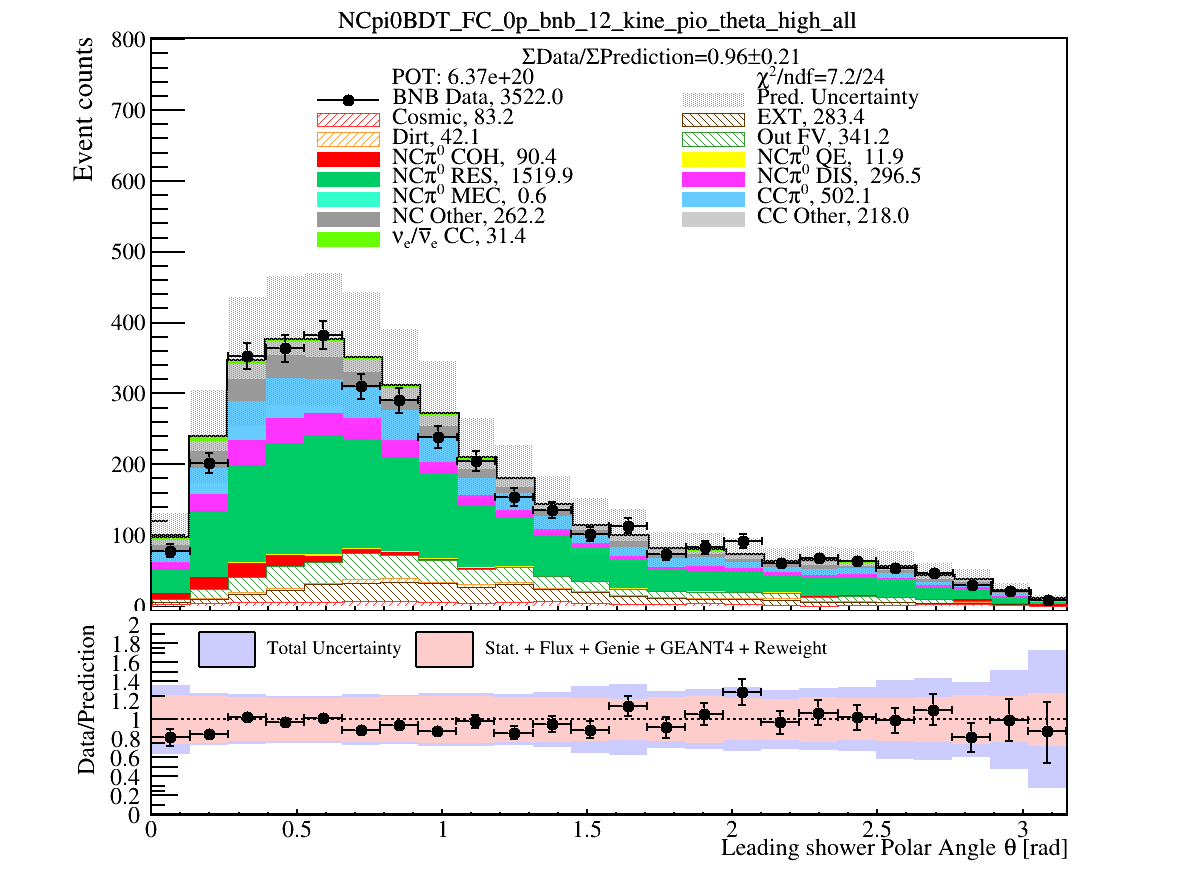 NCpi0BDT_FC_0p_bnb_12_kine_pio_theta_high_all
ΣData/ΣPrediction=0.96±0.21
POT: 6.37e+20
χ²/ndf=7.2/24
BNB Data, 3522.0
Pred. Uncertainty
Cosmic, 83.2
EXT, 283.4
Dirt, 42.1
Out FV, 341.2
NCπ⁰ COH, 90.4
NCπ⁰ QE, 11.9
NCπ⁰ RES, 1519.9
NCπ⁰ DIS, 296.5
NCπ⁰ MEC, 0.6
CCπ⁰, 502.1
NC Other, 262.2
CC Other, 218.0
νₑ/ν̅ₑ CC, 31.4
Event counts
800
700
600
500
400
300
200
100
0
Total Uncertainty
Stat. + Flux + Genie + GEANT4 + Reweight
Data/Prediction
2
1.8
1.6
1.4
1.2
1
0.8
0.6
0.4
0.2
0
0 0.5 1 1.5 2 2.5 3
Leading shower Polar Angle θ [rad]